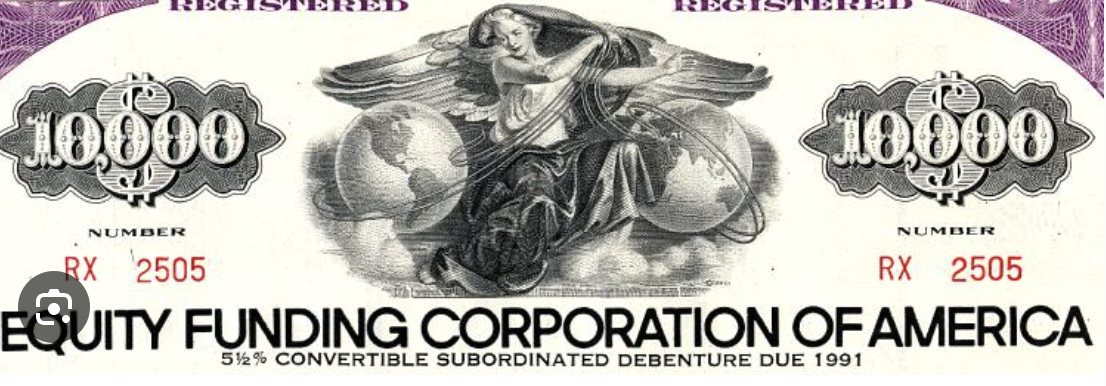 REGISTERED REGISTERED
$10,000 $10,000
NUMBER NUMBER
RX 2505 RX 2505
EQUITY FUNDING CORPORATION OF AMERICA
5½% CONVERTIBLE SUBORDINATED DEBENTURE DUE 1991